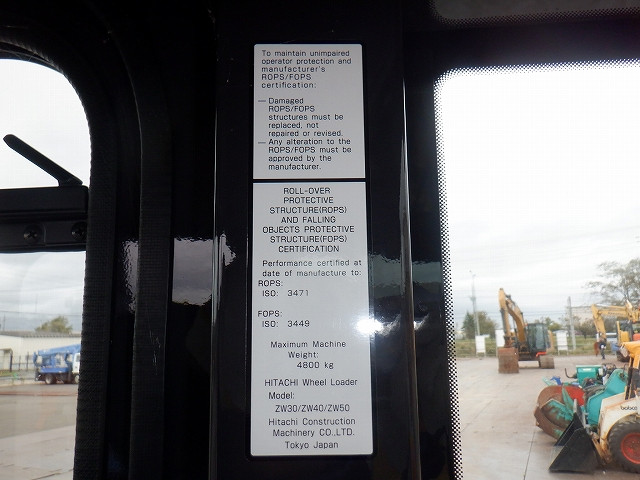 To maintain unimpaired
operator protection and
manufacturer's
ROPS/FOPS
certification:
— Damaged
ROPS/FOPS
structures must be
replaced, not
repaired or revised.
— Any alteration to the
ROPS/FOPS must be
approved by the
manufacturer.
ROLL-OVER
PROTECTIVE
STRUCTURE(ROPS)
AND FALLING
OBJECTS PROTECTIVE
STRUCTURE(FOPS)
CERTIFICATION
Performance certified at
date of manufacture to:
ROPS:
ISO: 3471
FOPS:
ISO: 3449
Maximum Machine
Weight:
4800 kg
HITACHI Wheel Loader
Model:
ZW30/ZW40/ZW50
Hitachi Construction
Machinery CO.,LTD.
Tokyo Japan
bobcat